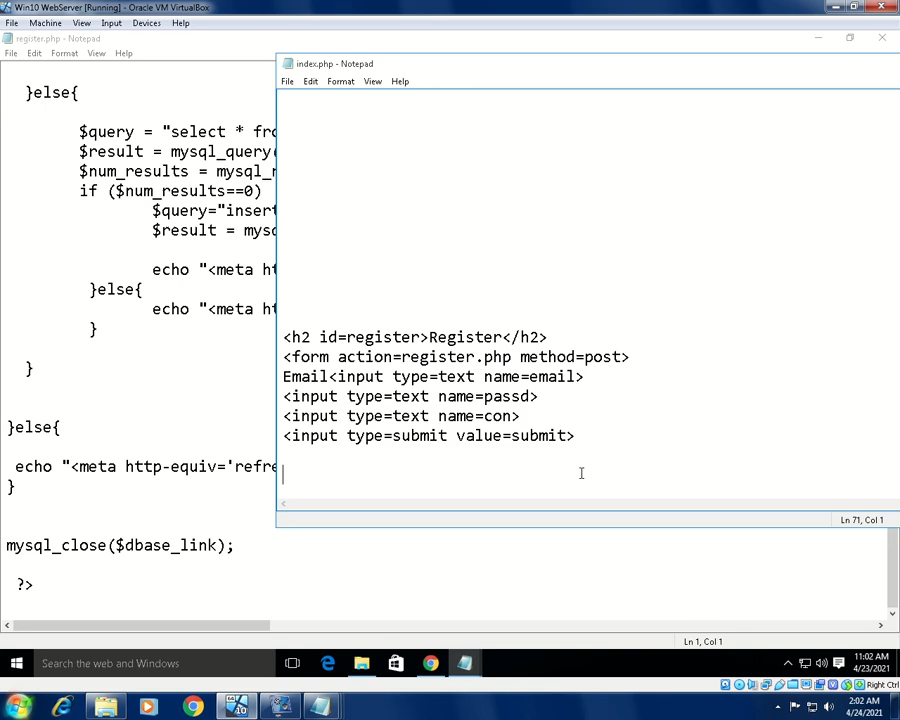 Win10 WebServer [Running] - Oracle VM VirtualBox
File Machine View Input Devices Help
register.php - Notepad
File Edit Format View Help
}else{
$query = "select * fro
$result = mysql_query(
$num_results = mysql_n
if ($num_results==0)
$query="insert
$result = mysq
echo "<meta ht
}else{
echo "<meta ht
}
}
}else{
echo "<meta http-equiv='refre
}
mysql_close($dbase_link);
?>
Ln 1, Col 1
index.php - Notepad
File Edit Format View Help
<h2 id=register>Register</h2>
<form action=register.php method=post>
Email<input type=text name=email>
<input type=text name=passd>
<input type=text name=con>
<input type=submit value=submit>
Ln 71, Col 1
Search the web and Windows
11:02 AM
4/23/2021
Right Ctrl
2:02 AM
4/24/2021